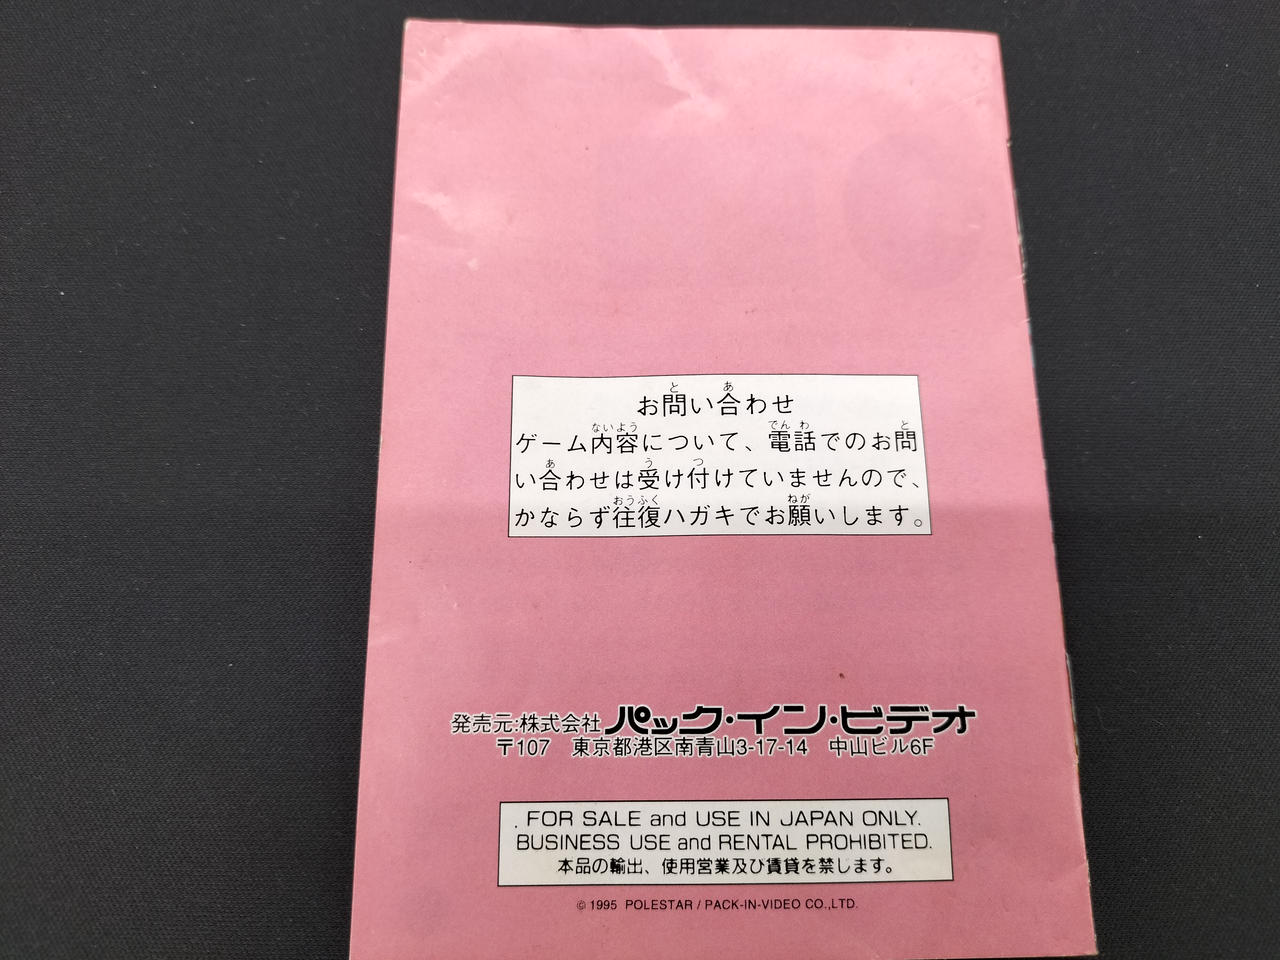 お問い合わせ
ゲーム内容について、電話でのお問
い合わせは受け付けていませんので、
かならず往復ハガキでお願いします。
発売元:株式会社パック・イン・ビデオ
〒107　東京都港区南青山3-17-14　中山ビル6F
. FOR SALE and USE IN JAPAN ONLY.
BUSINESS USE and RENTAL PROHIBITED.
本品の輸出、使用営業及び賃貸を禁します。
© 1995 POLESTAR / PACK-IN-VIDEO CO.,LTD.